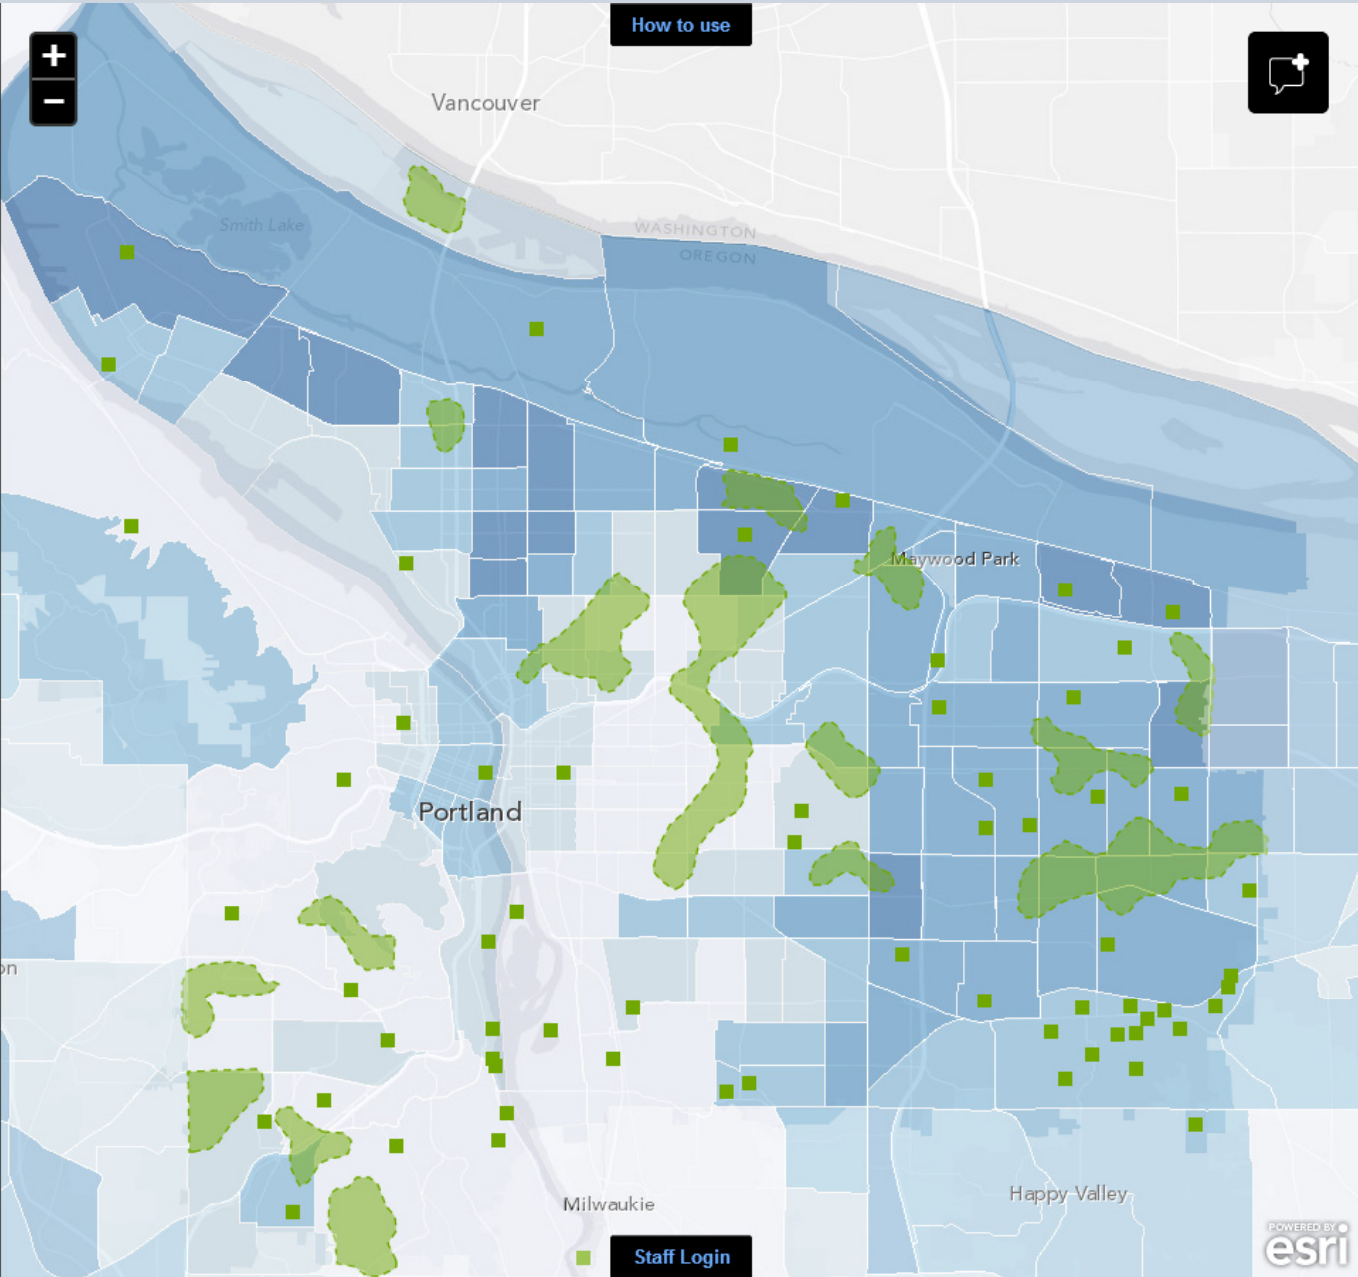 How to use
+
Vancouver
−
Smith Lake
WASHINGTON
OREGON
Maywood Park
Portland
on
Happy Valley
Milwaukie
Staff Login
POWERED BY
esri